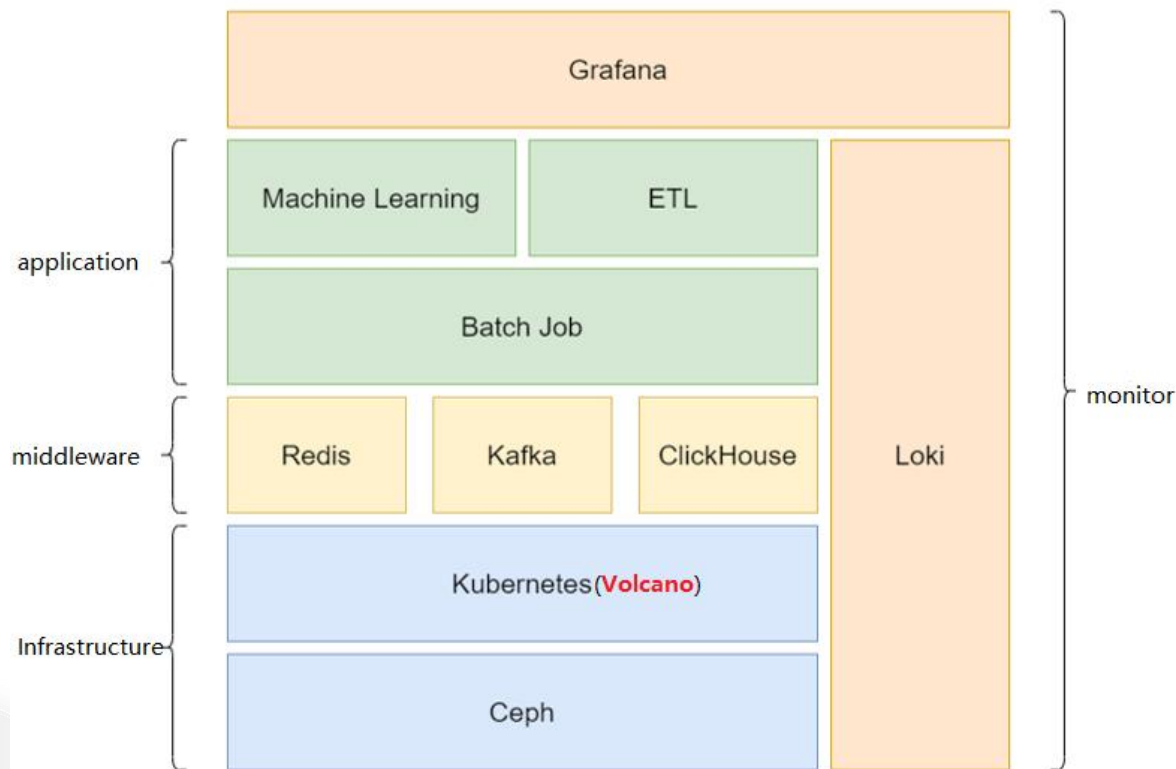 Grafana
Machine Learning
ETL
application
Batch Job
monitor
middleware
Redis
Kafka
ClickHouse
Loki
Kubernetes(Volcano)
Infrastructure
Ceph